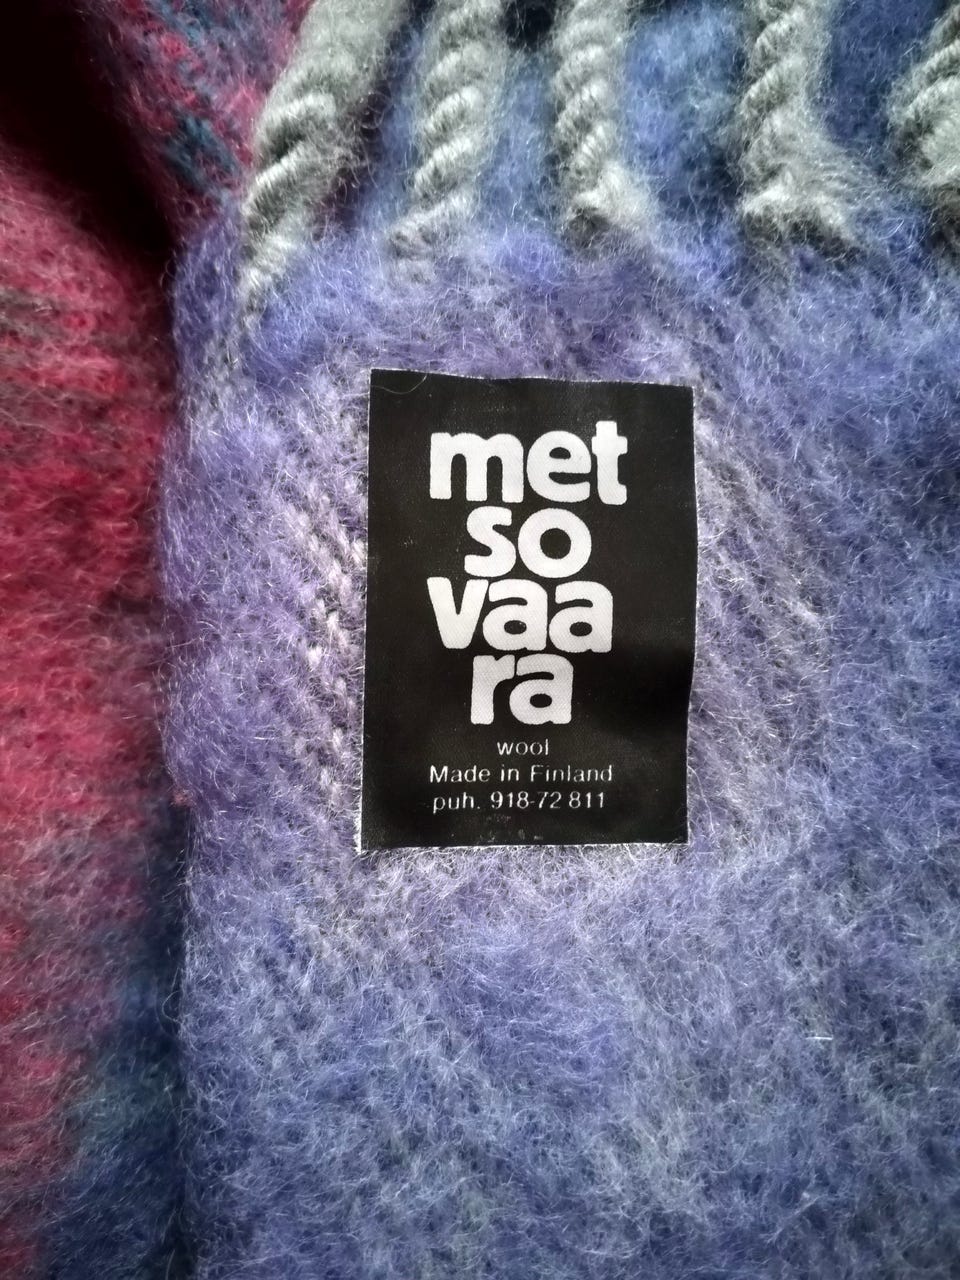 met
so
vaa
ra
wool
Made in Finland
puh. 918-72 811